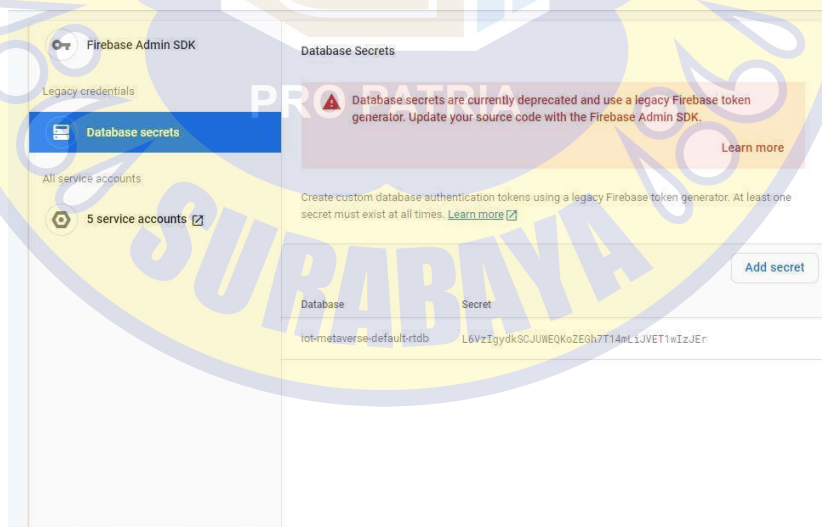 Firebase Admin SDK
Database Secrets
Legacy credentials
PRO PATRIA
Database secrets are currently deprecated and use a legacy Firebase token
generator. Update your source code with the Firebase Admin SDK.
Database secrets
Learn more
All service accounts
Create custom database authentication tokens using a legacy Firebase token generator. At least one
secret must exist at all times. Learn more
5 service accounts
SURABAYA
Add secret
Database Secret
iot-metaverse-default-rtdb L6VzIgydkSCJUWEQKoZEGh7T14mLiJVET1wIzJEr